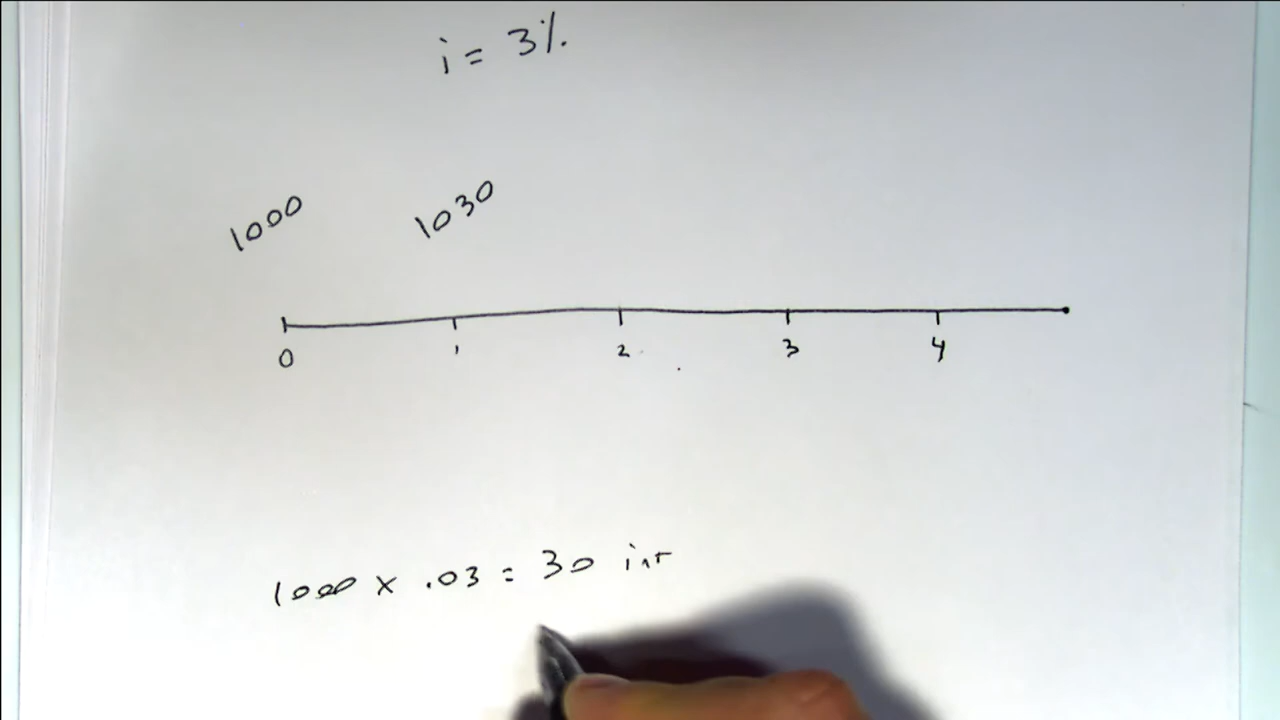 i = 3%
1000 1030
0 1 2 3 4
1000 x .03 = 30 int